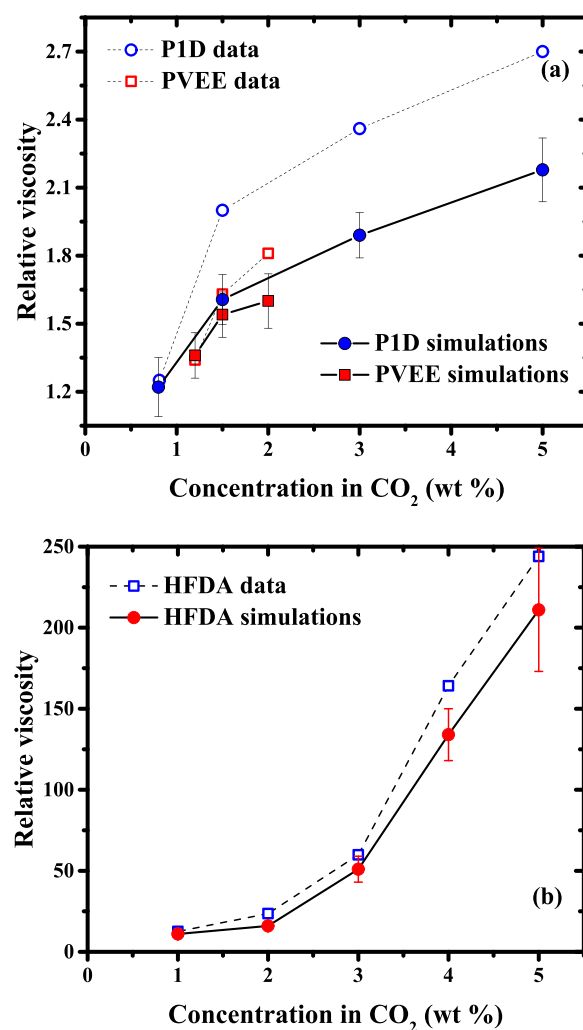 2.7
2.4
2.1
1.8
1.5
1.2
P1D data
PVEE data
(a)
P1D simulations
PVEE simulations
Relative viscosity
0 1 2 3 4 5
Concentration in CO₂ (wt %)
250
200
150
100
50
0
HFDA data
HFDA simulations
(b)
Relative viscosity
0 1 2 3 4 5
Concentration in CO₂ (wt %)